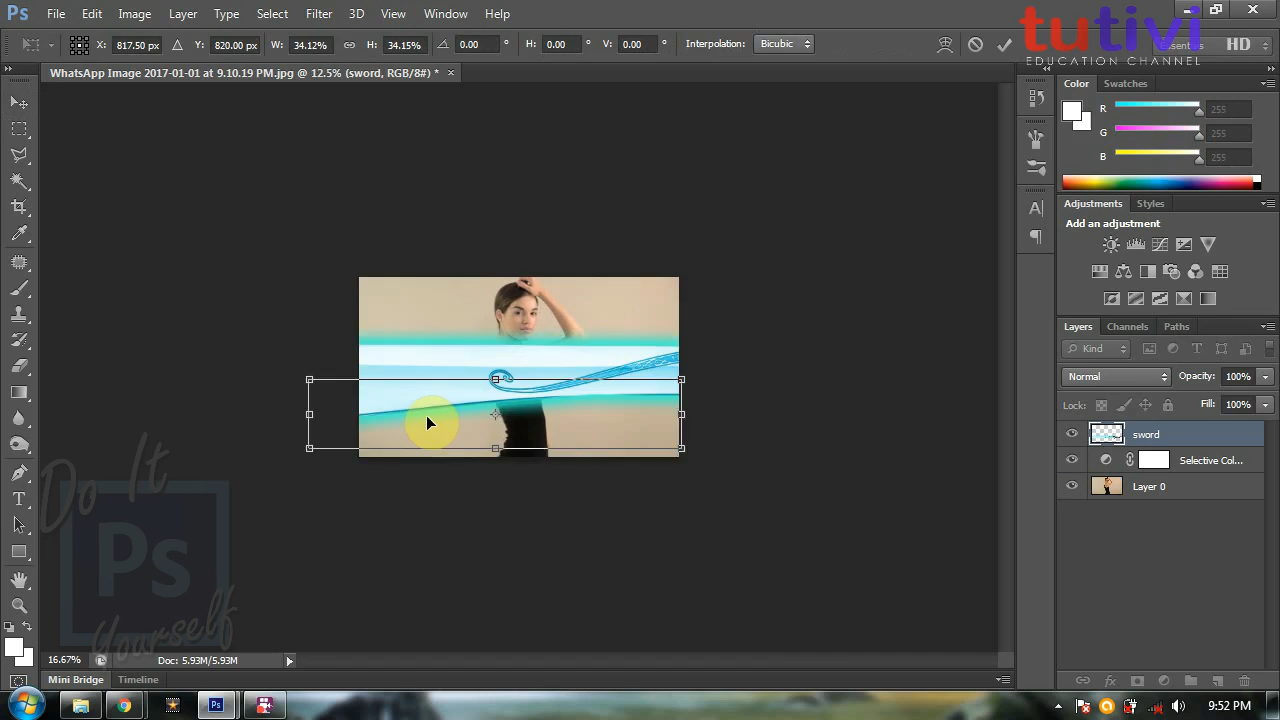 Ps File Edit Image Layer Type Select Filter 3D View Window Help
X: 817.50 px Y: 820.00 px W: 34.12% H: 34.15% 0.00 ° H: 0.00 ° V: 0.00 ° Interpolation: Bicubic
tutivi HD
Essentials
EDUCATION CHANNEL
WhatsApp Image 2017-01-01 at 9.10.19 PM.jpg @ 12.5% (sword, RGB/8#) * ×
Color Swatches
R 255
G 255
B 255
Adjustments Styles
Add an adjustment
Layers Channels Paths
Kind
Normal Opacity: 100%
Lock: Fill: 100%
sword
Selective Col...
Layer 0
Do It
Ps
Yourself
16.67% Doc: 5.93M/5.93M
Mini Bridge Timeline
Ps 9:52 PM